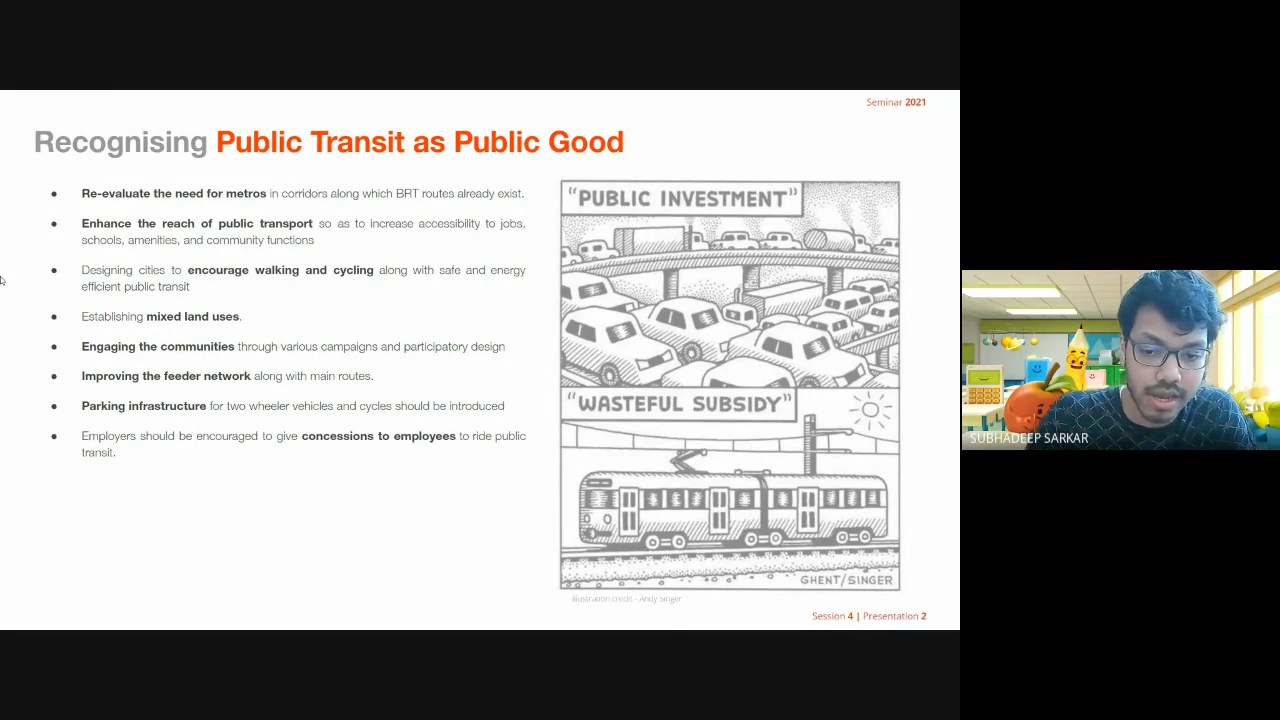 Seminar 2021
Recognising Public Transit as Public Good
● Re-evaluate the need for metros in corridors along which BRT routes already exist.
● Enhance the reach of public transport so as to increase accessibility to jobs,
schools, amenities, and community functions
● Designing cities to encourage walking and cycling along with safe and energy
efficient public transit
● Establishing mixed land uses.
● Engaging the communities through various campaigns and participatory design
● Improving the feeder network along with main routes.
● Parking infrastructure for two wheeler vehicles and cycles should be introduced
● Employers should be encouraged to give concessions to employees to ride public
transit.
"PUBLIC INVESTMENT"
"WASTEFUL SUBSIDY"
GHENT/SINGER
Illustration credit - Andy Singer
Session 4 | Presentation 2
SUBHADEEP SARKAR